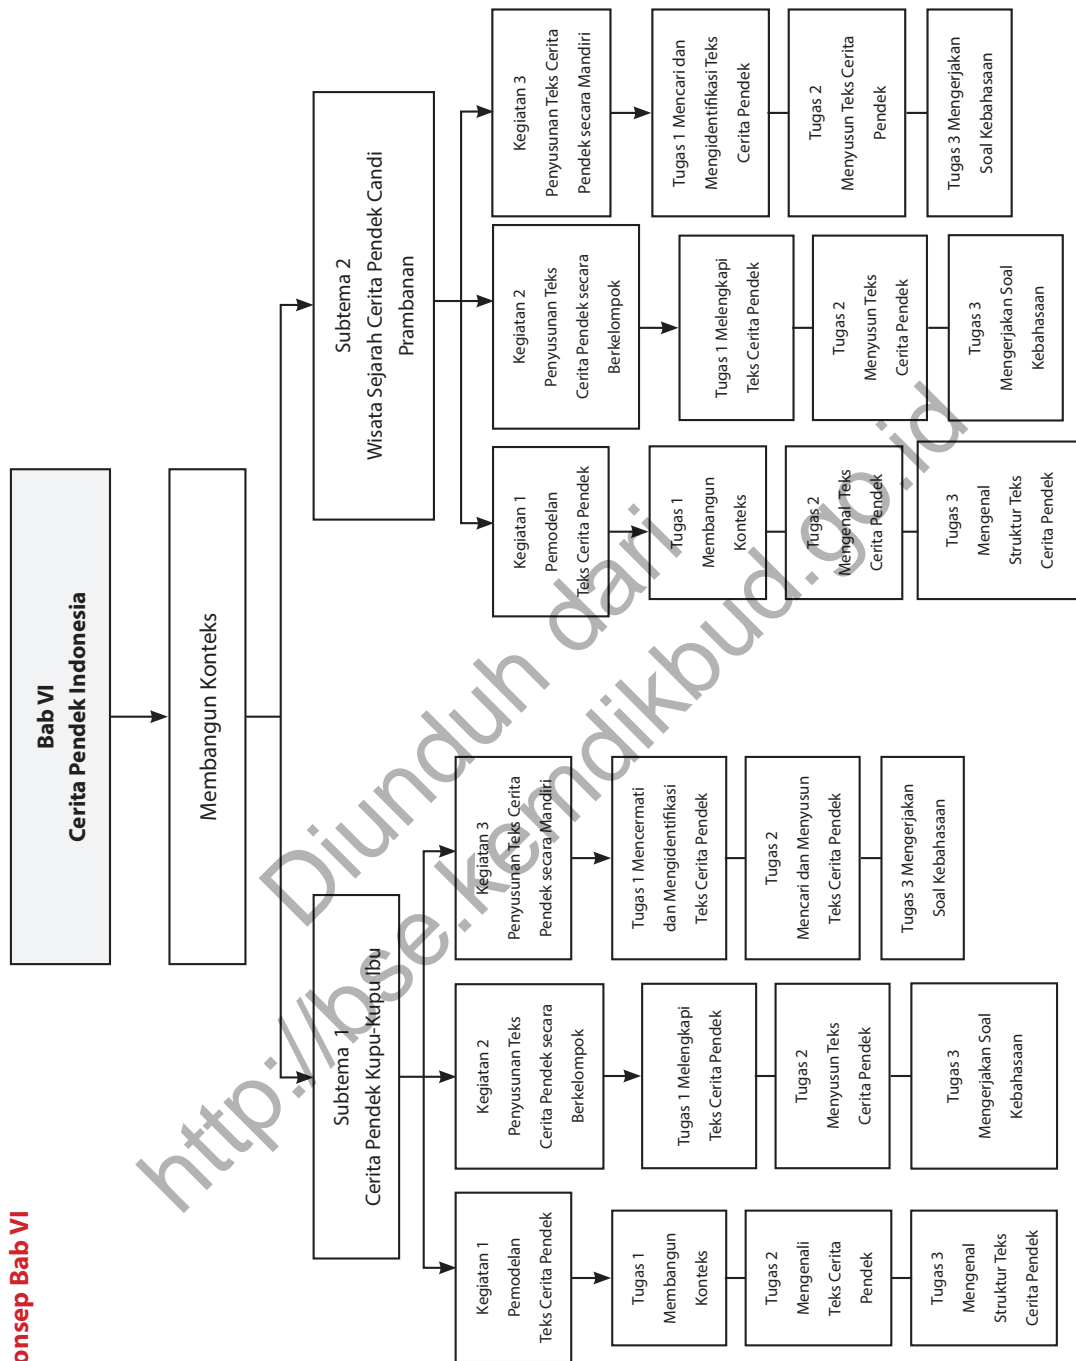 onsep Bab VI
Bab VI
Cerita Pendek Indonesia
Membangun Konteks
Subtema 1
Cerita Pendek Kupu-Kupu Ibu
Kegiatan 1
Pemodelan
Teks Cerita Pendek
Tugas 1
Membangun
Konteks
Tugas 2
Mengenali
Teks Cerita
Pendek
Tugas 3
Mengenal
Struktur Teks
Cerita Pendek
Kegiatan 2
Penyusunan Teks
Cerita Pendek secara
Berkelompok
Tugas 1 Melengkapi
Teks Cerita Pendek
Tugas 2
Menyusun Teks
Cerita Pendek
Tugas 3
Mengerjakan Soal
Kebahasaan
Kegiatan 3
Penyusunan Teks Cerita
Pendek secara Mandiri
Tugas 1 Mencermati
dan Mengidentifikasi
Teks Cerita Pendek
Tugas 2
Mencari dan Menyusun
Teks Cerita Pendek
Tugas 3 Mengerjakan
Soal Kebahasaan
Subtema 2
Wisata Sejarah Cerita Pendek Candi
Prambanan
Kegiatan 1
Pemodelan
Teks Cerita Pendek
Tugas 1
Membangun
Konteks
Tugas 2
Mengenal Teks
Cerita Pendek
Tugas 3
Mengenal
Struktur Teks
Cerita Pendek
Kegiatan 2
Penyusunan Teks
Cerita Pendek secara
Berkelompok
Tugas 1 Melengkapi
Teks Cerita Pendek
Tugas 2
Menyusun Teks
Cerita Pendek
Tugas 3
Mengerjakan Soal
Kebahasaan
Kegiatan 3
Penyusunan Teks Cerita
Pendek secara Mandiri
Tugas 1 Mencari dan
Mengidentifikasi Teks
Cerita Pendek
Tugas 2
Menyusun Teks Cerita
Pendek
Tugas 3 Mengerjakan
Soal Kebahasaan
Diunduh dari
http://bse.kemdikbud.go.id